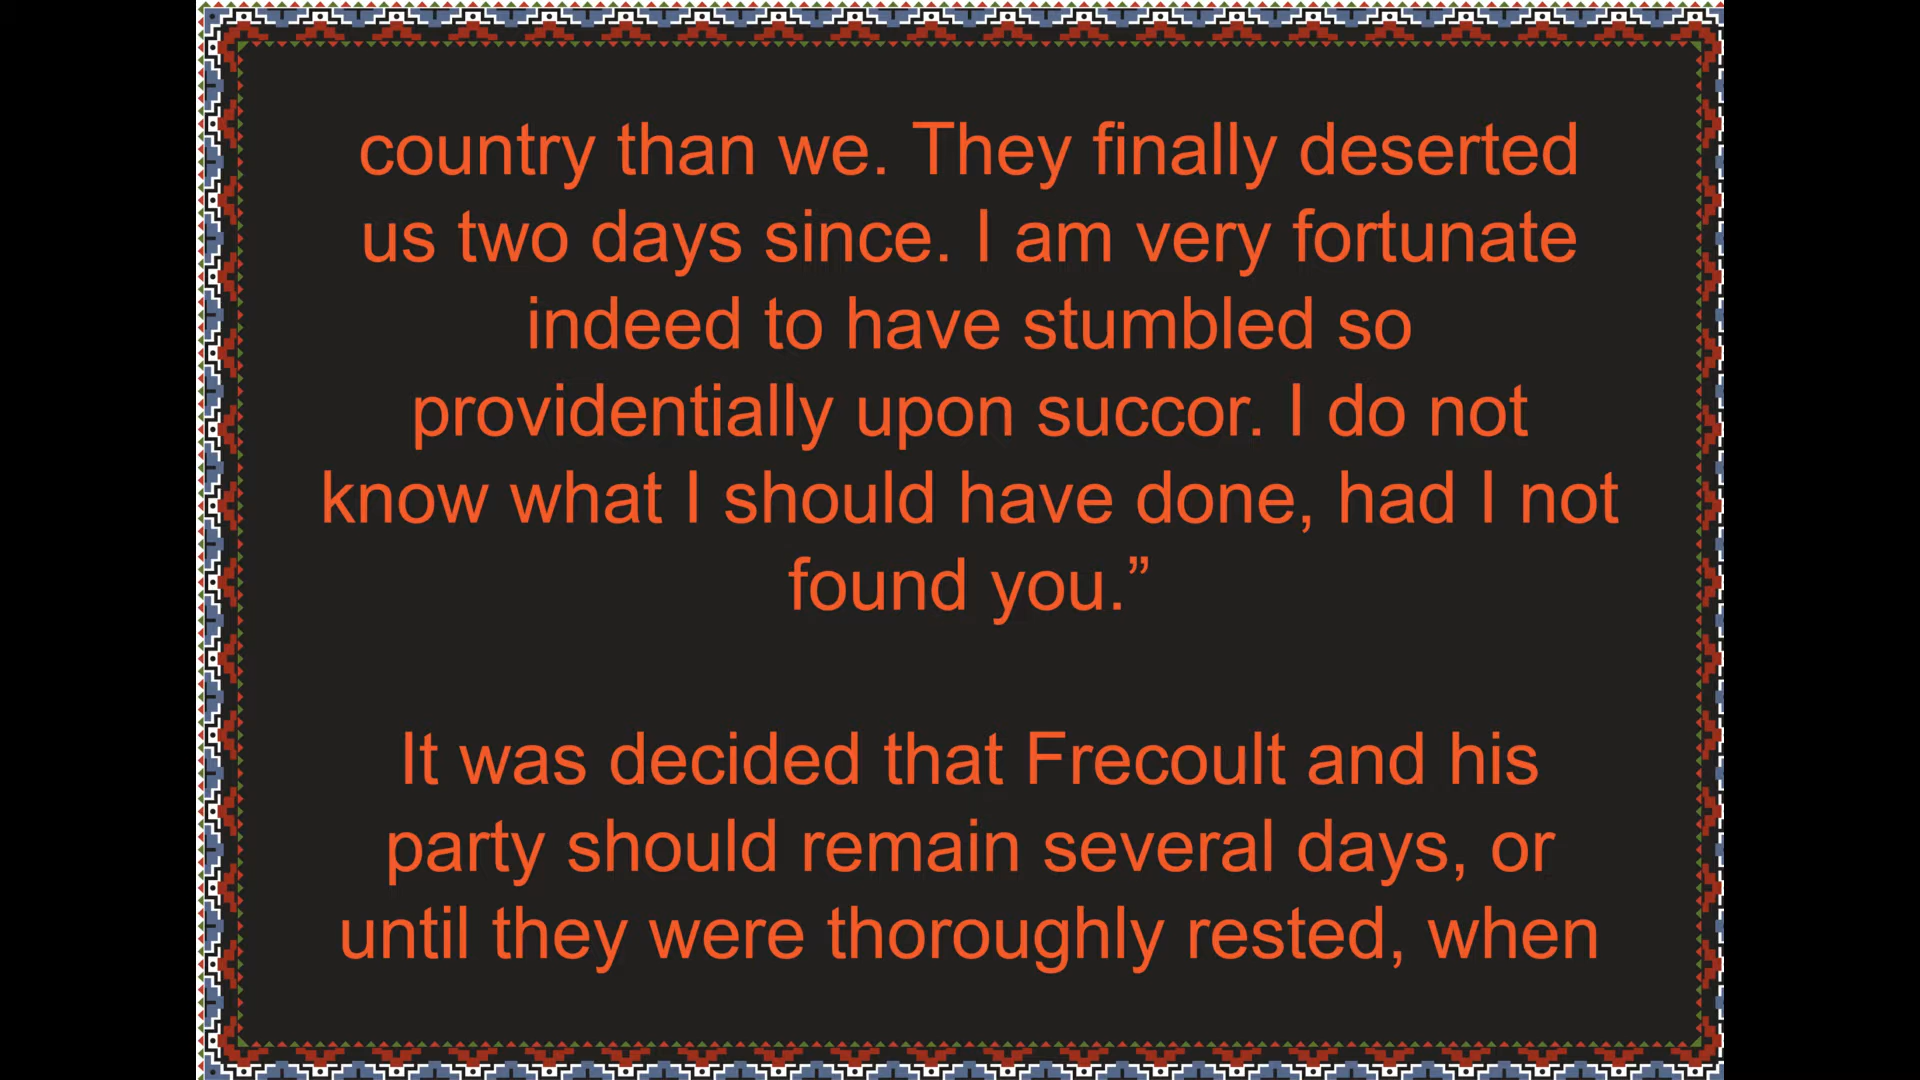 country than we. They finally deserted
us two days since. I am very fortunate
indeed to have stumbled so
providentially upon succor. I do not
know what I should have done, had I not
found you.”
It was decided that Frecoult and his
party should remain several days, or
until they were thoroughly rested, when